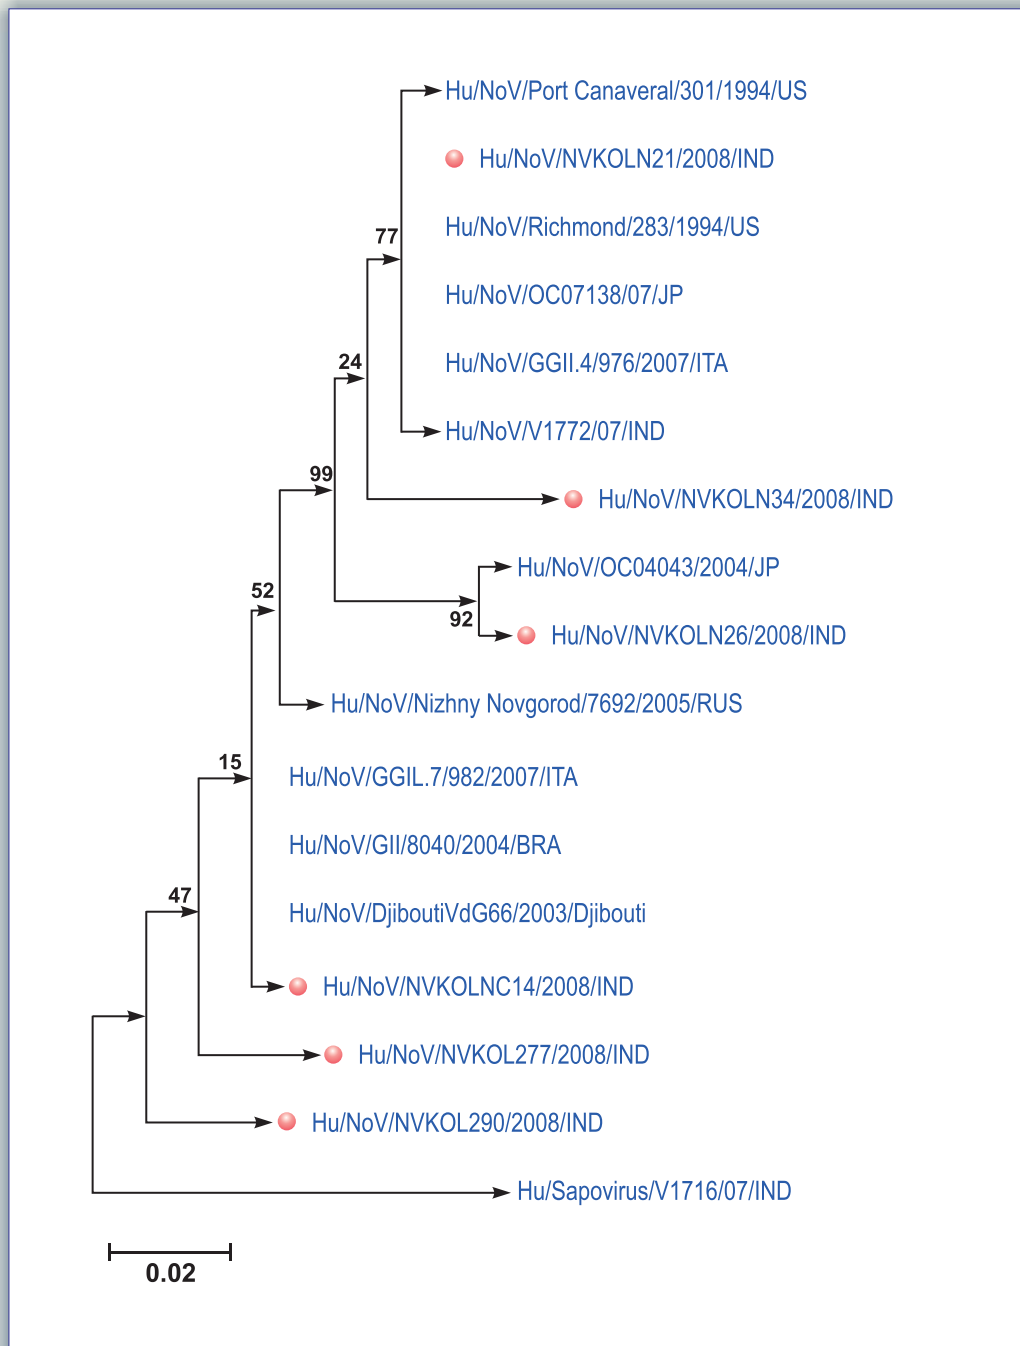 Hu/NoV/Port Canaveral/301/1994/US
Hu/NoV/NVKOLN21/2008/IND
Hu/NoV/Richmond/283/1994/US
77
Hu/NoV/OC07138/07/JP
Hu/NoV/GGII.4/976/2007/ITA
24
Hu/NoV/V1772/07/IND
99
Hu/NoV/NVKOLN34/2008/IND
Hu/NoV/OC04043/2004/JP
52
92
Hu/NoV/NVKOLN26/2008/IND
Hu/NoV/Nizhny Novgorod/7692/2005/RUS
15
Hu/NoV/GGIL.7/982/2007/ITA
Hu/NoV/GII/8040/2004/BRA
47
Hu/NoV/DjiboutiVdG66/2003/Djibouti
Hu/NoV/NVKOLNC14/2008/IND
Hu/NoV/NVKOL277/2008/IND
Hu/NoV/NVKOL290/2008/IND
Hu/Sapovirus/V1716/07/IND
0.02